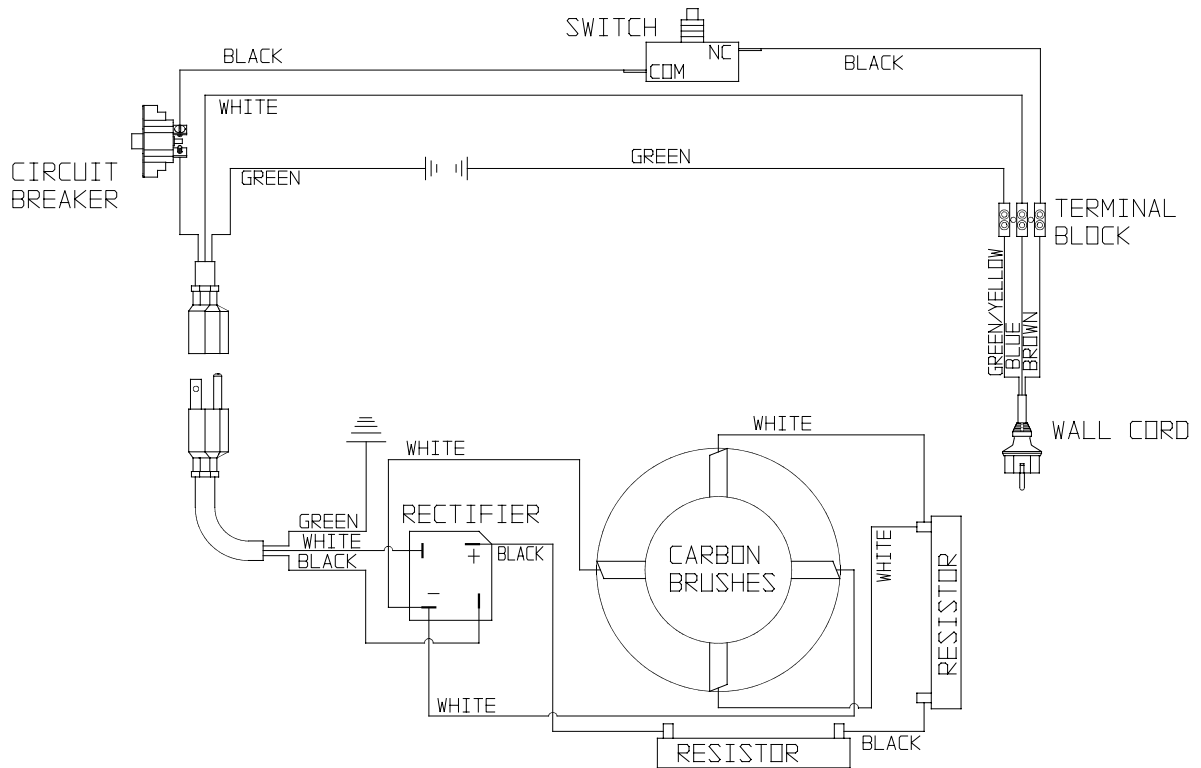 SWITCH
NC
COM
BLACK
BLACK
WHITE
GREEN
GREEN
CIRCUIT
BREAKER
TERMINAL
BLOCK
GREEN/YELLOW
BLUE
BROWN
WALL CORD
WHITE
WHITE
RECTIFIER
GREEN
WHITE
BLACK
+
BLACK
−
CARBON
BRUSHES
WHITE
RESISTOR
WHITE
RESISTOR
BLACK